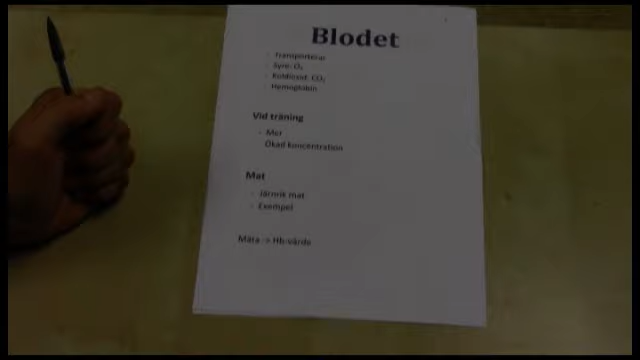 Blodet
- Transporterar
- Syre: O₂
- Koldioxid: CO₂
- Hemoglobin
Vid träning
- Mer
Ökad koncentration
Mat
- Järnrik mat
- Exempel
Mäta -> Hb-värde